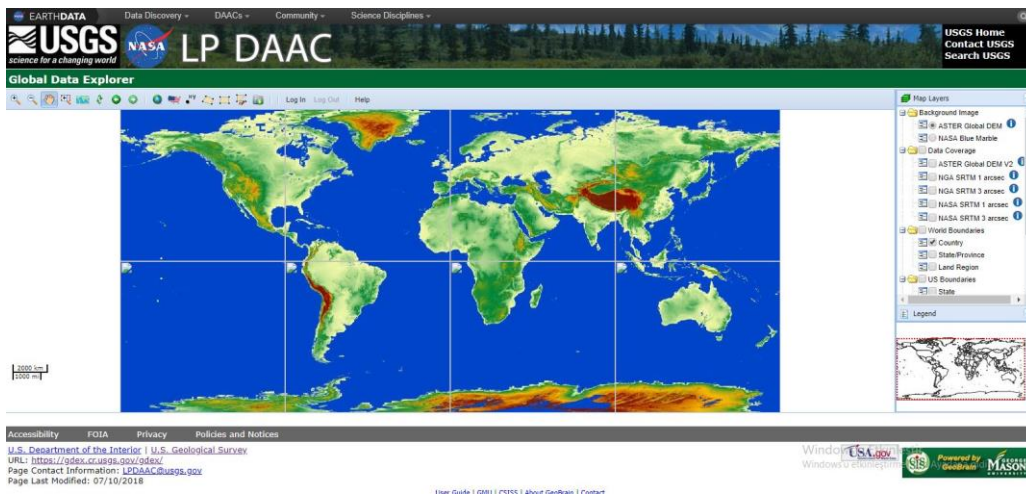 EARTHDATA Data Discovery DAACs Community Science Disciplines
USGS
science for a changing world
NASA
LP DAAC
USGS Home
Contact USGS
Search USGS
Global Data Explorer
Log In Log Out Help
Map Layers
Background Image
ASTER Global DEM
NASA Blue Marble
Data Coverage
ASTER Global DEM V2
NGA SRTM 1 arcsec
NGA SRTM 3 arcsec
NASA SRTM 1 arcsec
NASA SRTM 3 arcsec
World Boundaries
Country
State/Province
Land Region
US Boundaries
State
Legend
2000 km
1000 mi
Accessibility FOIA Privacy Policies and Notices
U.S. Department of the Interior | U.S. Geological Survey
URL: https://gdex.cr.usgs.gov/gdex/
Page Contact Information: LPDAAC@usgs.gov
Page Last Modified: 07/10/2018
USA.gov
Powered by
GeoBrain
GEORGE
MASON
UNIVERSITY
User Guide | GMU | CSISS | About GeoBrain | Contact